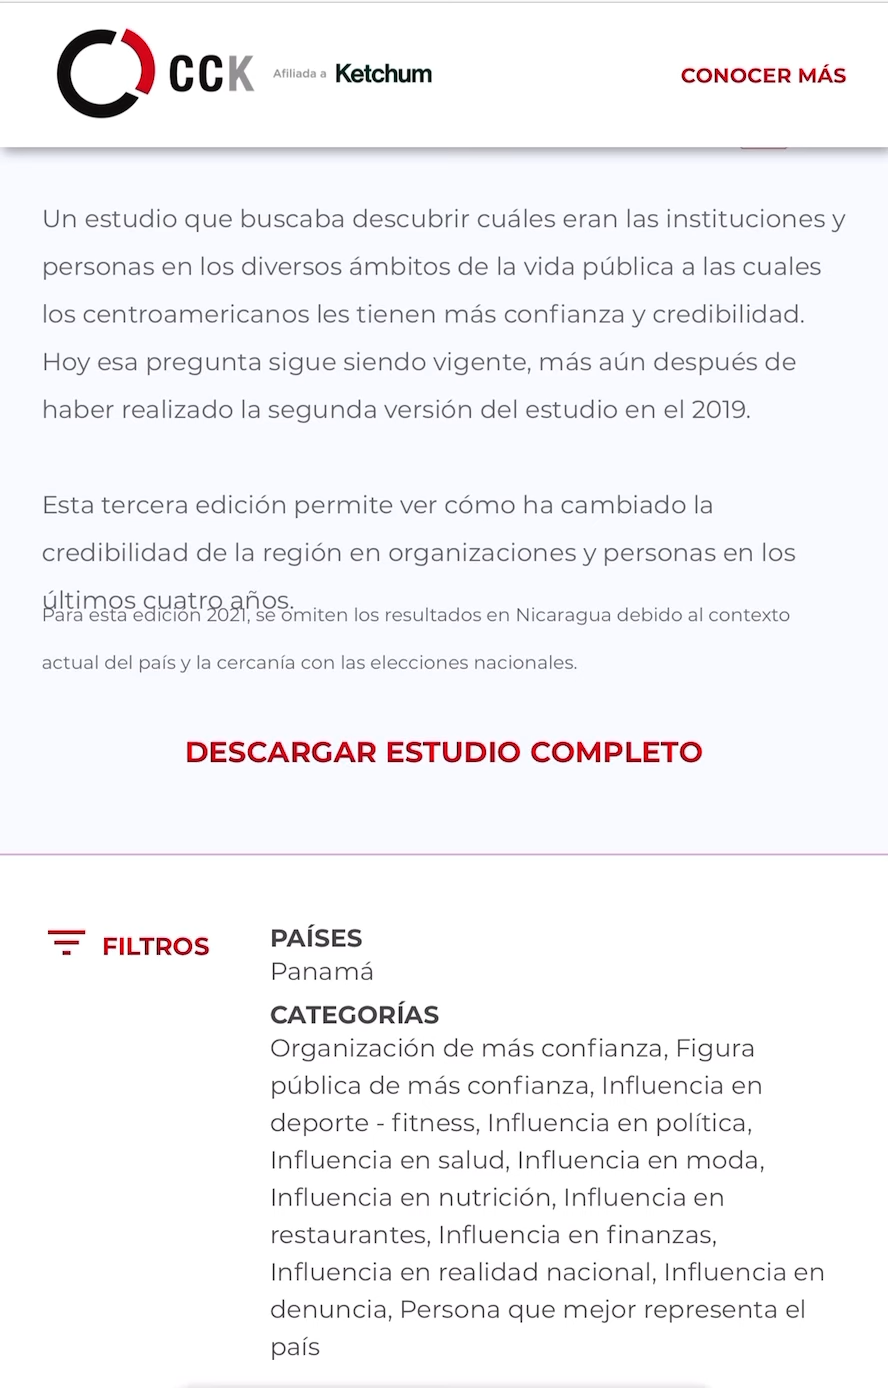 CCK Afiliada a Ketchum
CONOCER MÁS
Un estudio que buscaba descubrir cuáles eran las instituciones y
personas en los diversos ámbitos de la vida pública a las cuales
los centroamericanos les tienen más confianza y credibilidad.
Hoy esa pregunta sigue siendo vigente, más aún después de
haber realizado la segunda versión del estudio en el 2019.
Esta tercera edición permite ver cómo ha cambiado la
credibilidad de la región en organizaciones y personas en los
últimos cuatro años.
Para esta edición 2021, se omiten los resultados en Nicaragua debido al contexto
actual del país y la cercanía con las elecciones nacionales.
DESCARGAR ESTUDIO COMPLETO
FILTROS
PAÍSES
Panamá
CATEGORÍAS
Organización de más confianza, Figura
pública de más confianza, Influencia en
deporte - fitness, Influencia en política,
Influencia en salud, Influencia en moda,
Influencia en nutrición, Influencia en
restaurantes, Influencia en finanzas,
Influencia en realidad nacional, Influencia en
denuncia, Persona que mejor representa el
país